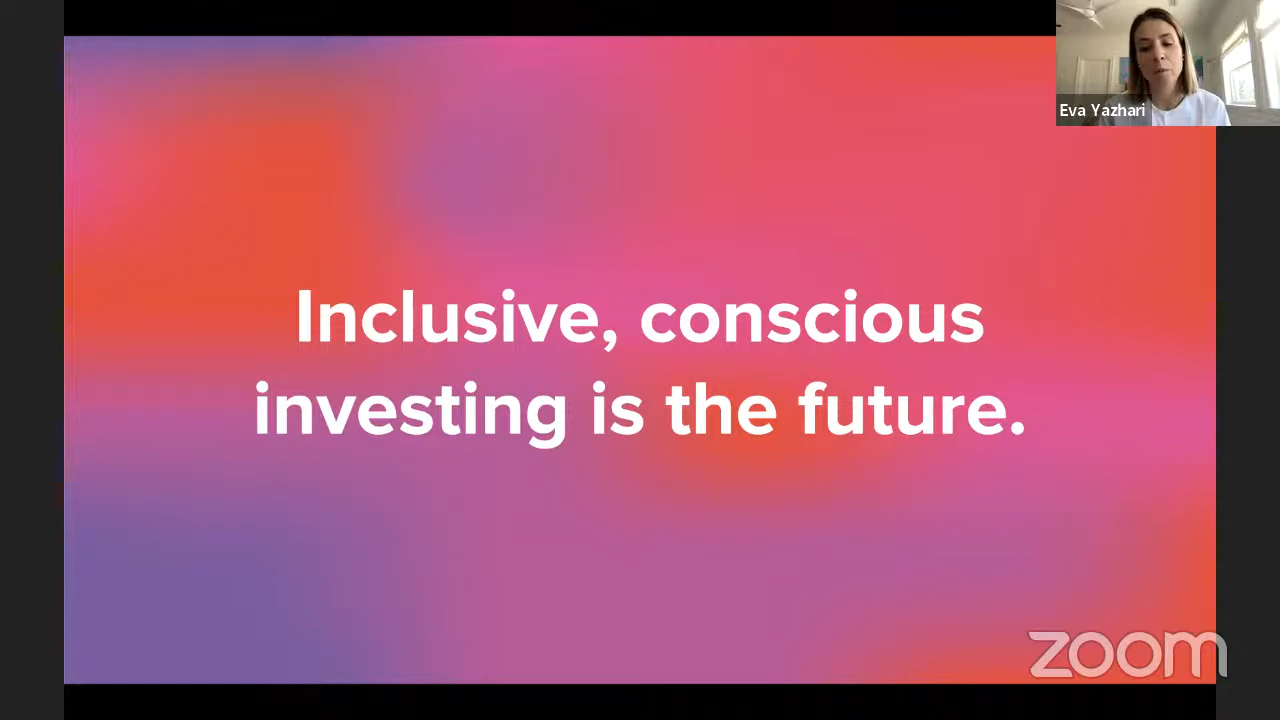 Eva Yazhari
Inclusive, conscious
investing is the future.
zoom